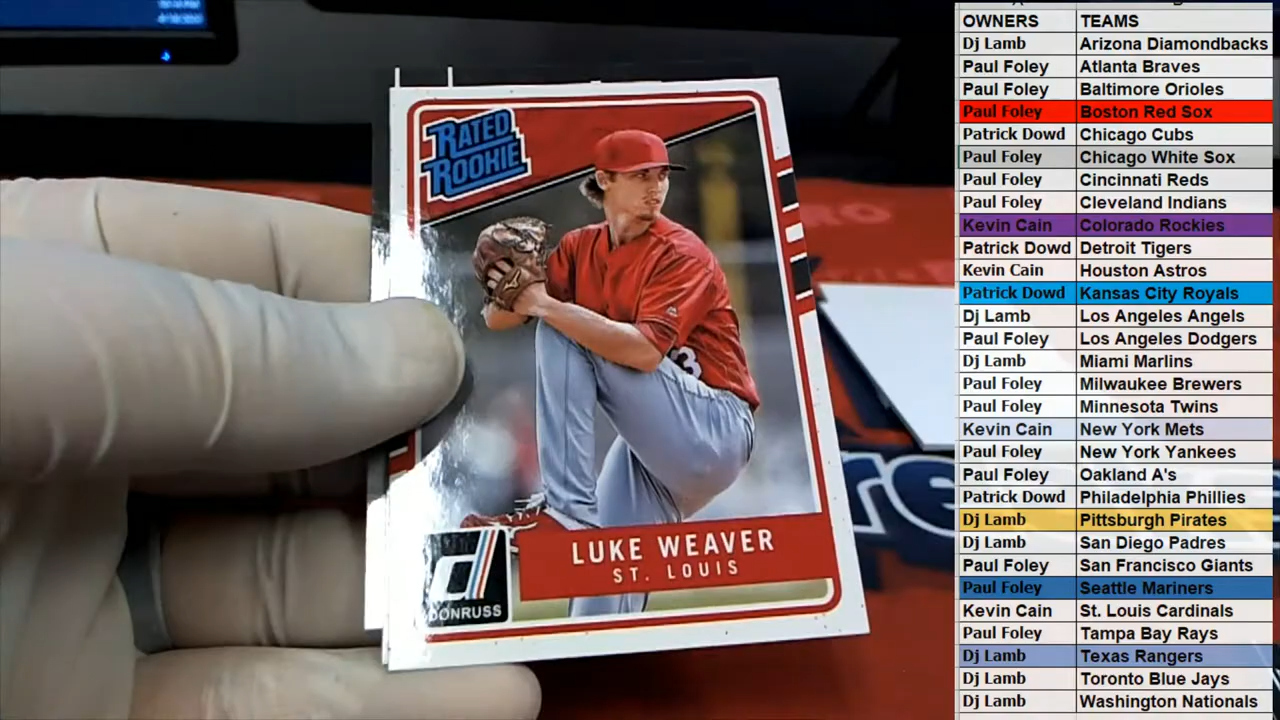 RATED
ROOKIE
3
LUKE WEAVER
ST. LOUIS
d
DONRUSS
OWNERS TEAMS
Dj Lamb Arizona Diamondbacks
Paul Foley Atlanta Braves
Paul Foley Baltimore Orioles
Paul Foley Boston Red Sox
Patrick Dowd Chicago Cubs
Paul Foley Chicago White Sox
Paul Foley Cincinnati Reds
Paul Foley Cleveland Indians
Kevin Cain Colorado Rockies
Patrick Dowd Detroit Tigers
Kevin Cain Houston Astros
Patrick Dowd Kansas City Royals
Dj Lamb Los Angeles Angels
Paul Foley Los Angeles Dodgers
Dj Lamb Miami Marlins
Paul Foley Milwaukee Brewers
Paul Foley Minnesota Twins
Kevin Cain New York Mets
Paul Foley New York Yankees
Paul Foley Oakland A's
Patrick Dowd Philadelphia Phillies
Dj Lamb Pittsburgh Pirates
Dj Lamb San Diego Padres
Paul Foley San Francisco Giants
Paul Foley Seattle Mariners
Kevin Cain St. Louis Cardinals
Paul Foley Tampa Bay Rays
Dj Lamb Texas Rangers
Dj Lamb Toronto Blue Jays
Dj Lamb Washington Nationals